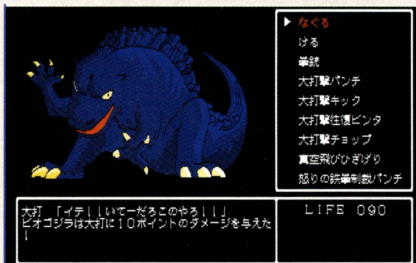 ▶ なぐる
ける
拳銃
大打撃パンチ
大打撃キック
大打撃往復ビンタ
大打撃チョップ
真空飛びひざげり
怒りの鉄拳制裁パンチ
大打 「イテ||いてーだろこのやろ||」
ビオゴジラは大打に10ポイントのダメージを与えた
|
LIFE 090